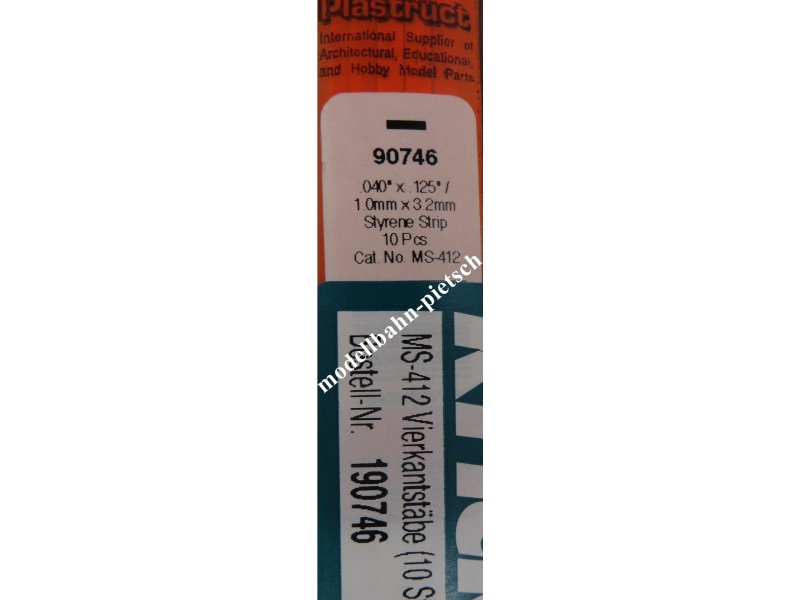 Plastruct
International Supplier of
Architectural, Educational,
and Hobby Model Parts
90746
.040" x .125" /
1.0mm x 3.2mm
Styrene Strip
10 Pcs
Cat. No. MS-412
modellbahn-pietsch
MS-412 Vierkantstäbe (10 S
Bestell-Nr. 190746